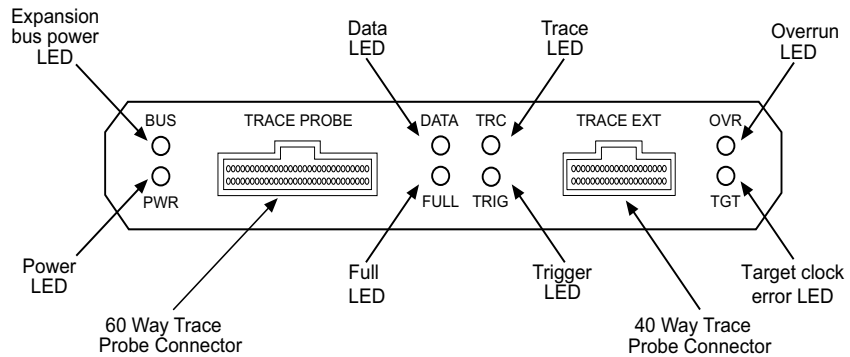 Expansion
bus power
LED
Data
LED
Trace
LED
Overrun
LED
BUS
TRACE PROBE
DATA
TRC
TRACE EXT
OVR
PWR
FULL
TRIG
TGT
Power
LED
Full
LED
Trigger
LED
Target clock
error LED
60 Way Trace
Probe Connector
40 Way Trace
Probe Connector